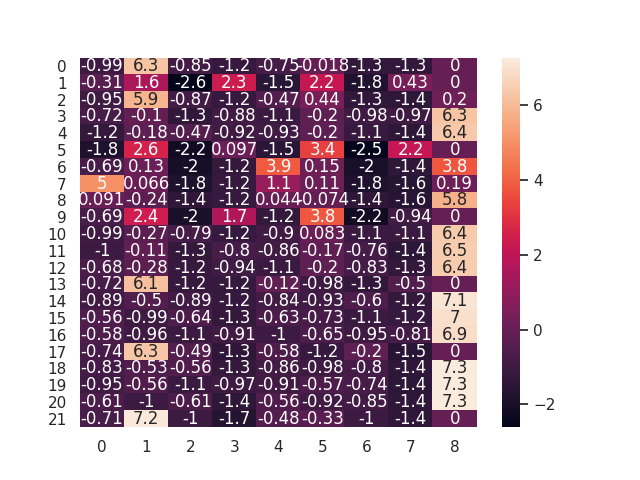 0 -0.99 6.3 -0.85 -1.2 -0.75 -0.018 -1.3 -1.3 0
1 -0.31 1.6 -2.6 2.3 -1.5 2.2 -1.8 0.43 0
2 -0.95 5.9 -0.87 -1.2 -0.47 0.44 -1.3 -1.4 0.2
3 -0.72 -0.1 -1.3 -0.88 -1.1 -0.2 -0.98 -0.97 6.3
4 -1.2 -0.18 -0.47 -0.92 -0.93 -0.2 -1.1 -1.4 6.4
5 -1.8 2.6 -2.2 0.097 -1.5 3.4 -2.5 2.2 0
6 -0.69 0.13 -2 -1.2 3.9 0.15 -2 -1.4 3.8
7 5 0.066 -1.8 -1.2 1.1 0.11 -1.8 -1.6 0.19
8 0.091 -0.24 -1.4 -1.2 0.044 -0.074 -1.4 -1.6 5.8
9 -0.69 2.4 -2 1.7 -1.2 3.8 -2.2 -0.94 0
10 -0.99 -0.27 -0.79 -1.2 -0.9 0.083 -1.1 -1.1 6.4
11 -1 -0.11 -1.3 -0.8 -0.86 -0.17 -0.76 -1.4 6.5
12 -0.68 -0.28 -1.2 -0.94 -1.1 -0.2 -0.83 -1.3 6.4
13 -0.72 6.1 -1.2 -1.2 -0.12 -0.98 -1.3 -0.5 0
14 -0.89 -0.5 -0.89 -1.2 -0.84 -0.93 -0.6 -1.2 7.1
15 -0.56 -0.99 -0.64 -1.3 -0.63 -0.73 -1.1 -1.2 7
16 -0.58 -0.96 -1.1 -0.91 -1 -0.65 -0.95 -0.81 6.9
17 -0.74 6.3 -0.49 -1.3 -0.58 -1.2 -0.2 -1.5 0
18 -0.83 -0.53 -0.56 -1.3 -0.86 -0.98 -0.8 -1.4 7.3
19 -0.95 -0.56 -1.1 -0.97 -0.91 -0.57 -0.74 -1.4 7.3
20 -0.61 -1 -0.61 -1.4 -0.56 -0.92 -0.85 -1.4 7.3
21 -0.71 7.2 -1 -1.7 -0.48 -0.33 -1 -1.4 0
0 1 2 3 4 5 6 7 8
6
4
2
0
−2